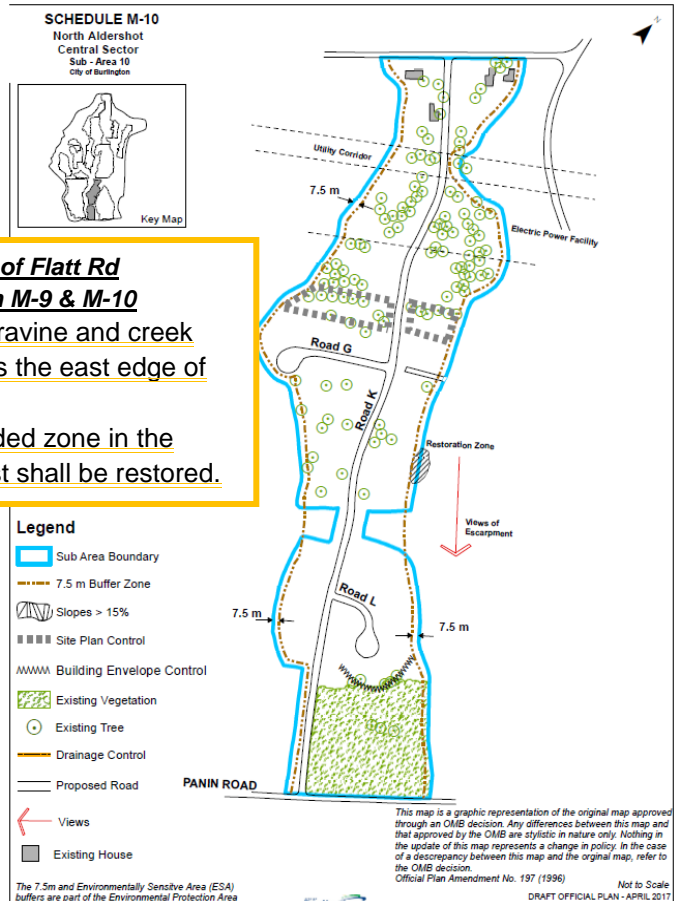 SCHEDULE M-10
North Aldershot
Central Sector
Sub - Area 10
City of Burlington
Key Map
N
Utility Corridor
7.5 m
Electric Power Facility
of Flatt Rd
M-9 & M-10
ravine and creek
s the east edge of
ded zone in the
st shall be restored.
Road G
Road K
Restoration Zone
Views of
Escarpment
Road L
7.5 m
7.5 m
PANIN ROAD
Legend
Sub Area Boundary
7.5 m Buffer Zone
Slopes > 15%
Site Plan Control
Building Envelope Control
Existing Vegetation
Existing Tree
Drainage Control
Proposed Road
Views
Existing House
The 7.5m and Environmentally Sensitve Area (ESA)
buffers are part of the Environmental Protection Area
This map is a graphic representation of the original map approved
through an OMB decision. Any differences between this map and
that approved by the OMB are stylistic in nature only. Nothing in
the update of this map represents a change in policy. In the case
of a descrepancy between this map and the orginal map, refer to
the OMB decision.
Official Plan Amendment No. 197 (1996)
Not to Scale
DRAFT OFFICIAL PLAN - APRIL 2017